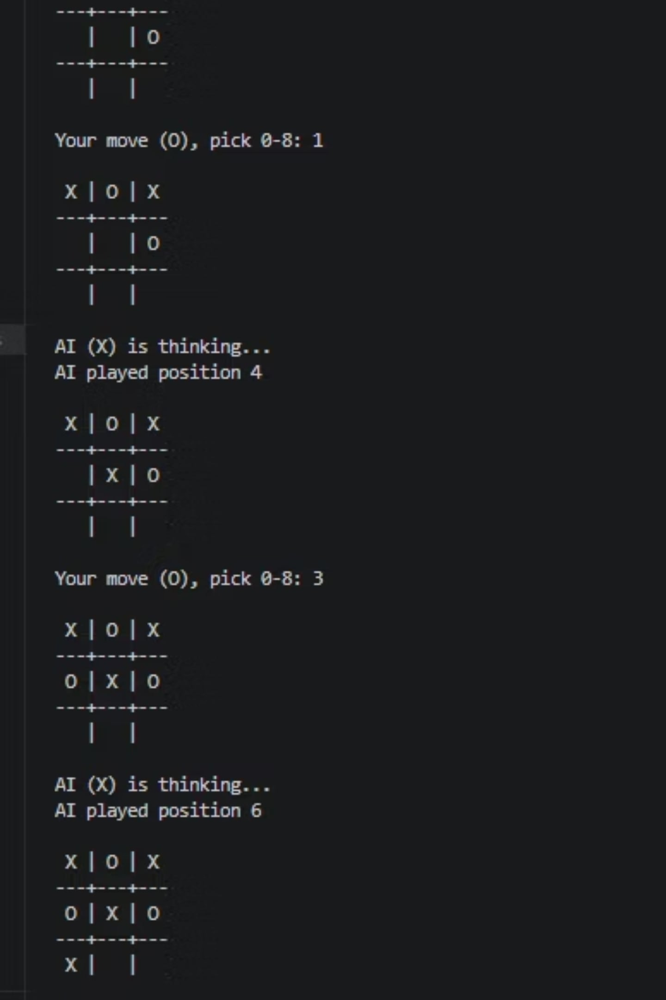 ---+---+---
   |   | O
---+---+---
   |   |
Your move (O), pick 0-8: 1
 X | O | X
---+---+---
   |   | O
---+---+---
   |   |
AI (X) is thinking...
AI played position 4
 X | O | X
---+---+---
   | X | O
---+---+---
   |   |
Your move (O), pick 0-8: 3
 X | O | X
---+---+---
 O | X | O
---+---+---
   |   |
AI (X) is thinking...
AI played position 6
 X | O | X
---+---+---
 O | X | O
---+---+---
 X |   |